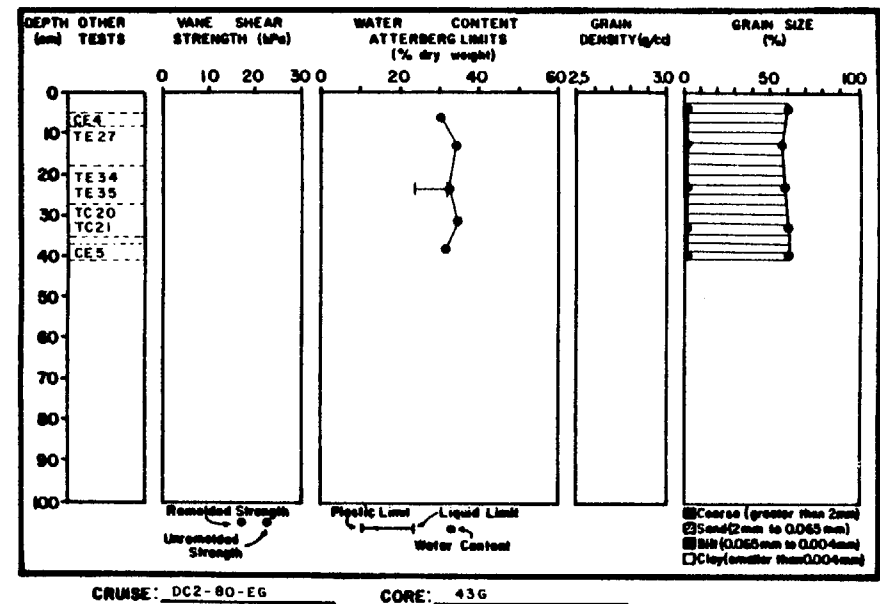 DEPTH OTHER VANE SHEAR WATER CONTENT GRAIN GRAIN SIZE
(cm) TESTS STRENGTH (kPa) ATTERBERG LIMITS DENSITY (g/cc) (%)
(% dry weight)
0 10 20 30 0 20 40 60 2.5 3.0 0 50 100
0
CE4
10
TE27
20
TE34
TE35
30
TC20
TC21
40
CE5
50
60
70
80
90
100
Remolded Strength
Unremolded Strength
Plastic Limit
Liquid Limit
Water Content
Coarse (greater than 2mm)
Sand (2mm to 0.065mm)
Silt (0.065mm to 0.004mm)
Clay (smaller than 0.004mm)
CRUISE: DC2-80-EG CORE: 43G